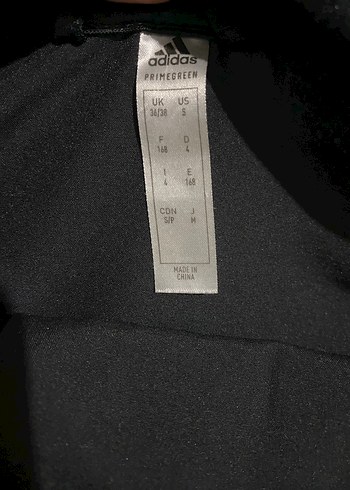 adidas
PRIMEGREEN
UK US
36/38 S
F D
168 4
I E
4 168
CDN J
S/P M
MADE IN
CHINA